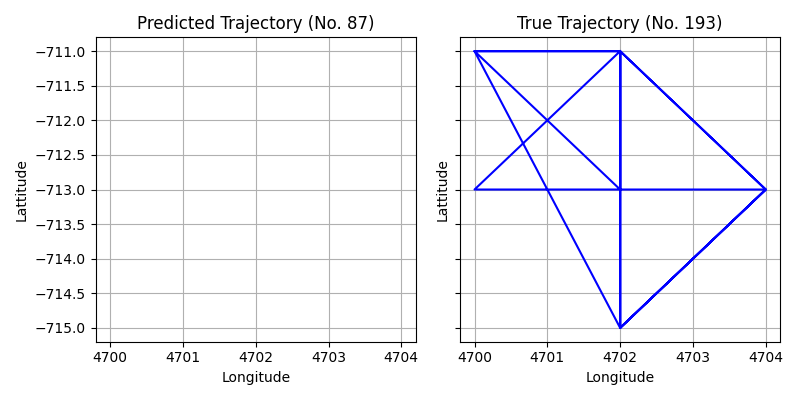 Predicted Trajectory (No. 87)
True Trajectory (No. 193)
−711.0
−711.5
−712.0
−712.5
−713.0
−713.5
−714.0
−714.5
−715.0
Lattitude
Lattitude
4700 4701 4702 4703 4704
4700 4701 4702 4703 4704
Longitude
Longitude